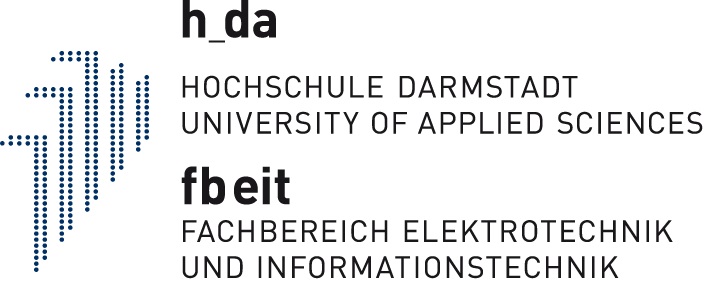 h_da
HOCHSCHULE DARMSTADT
UNIVERSITY OF APPLIED SCIENCES
fbeit
FACHBEREICH ELEKTROTECHNIK
UND INFORMATIONSTECHNIK